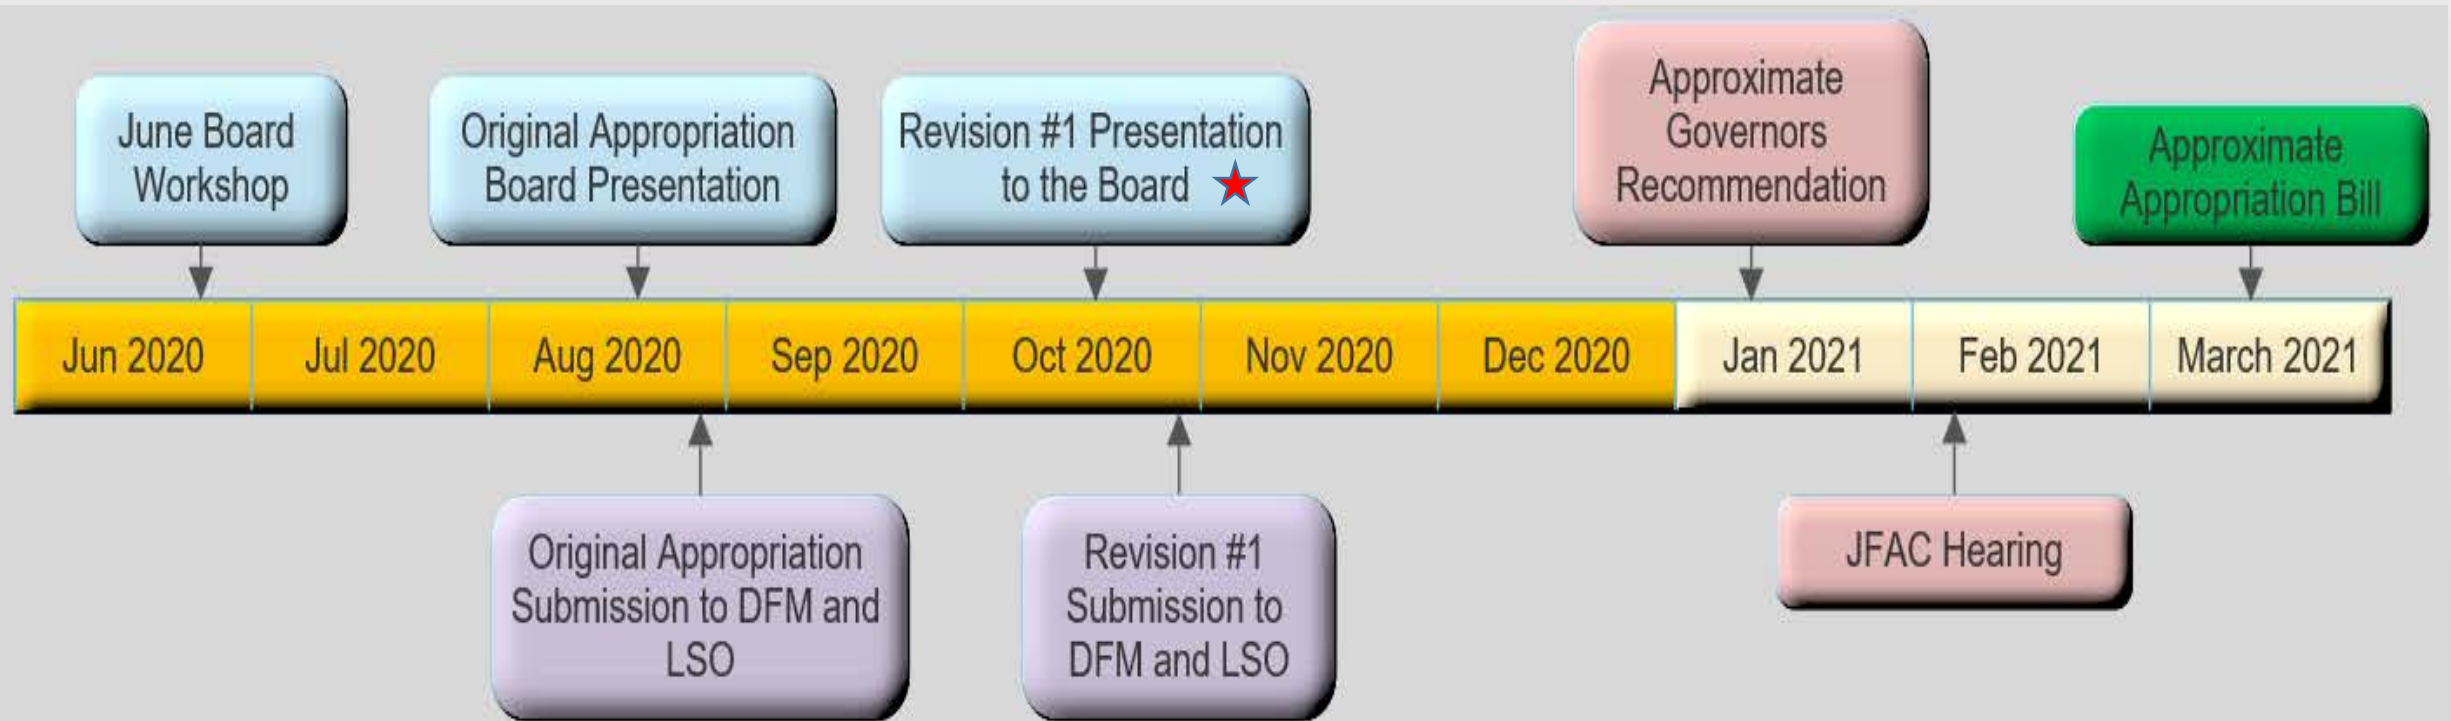 June Board
Workshop
Original Appropriation
Board Presentation
Revision #1 Presentation
to the Board
Approximate
Governors
Recommendation
Approximate
Appropriation Bill
Jun 2020
Jul 2020
Aug 2020
Sep 2020
Oct 2020
Nov 2020
Dec 2020
Jan 2021
Feb 2021
March 2021
Original Appropriation
Submission to DFM and
LSO
Revision #1
Submission to
DFM and LSO
JFAC Hearing